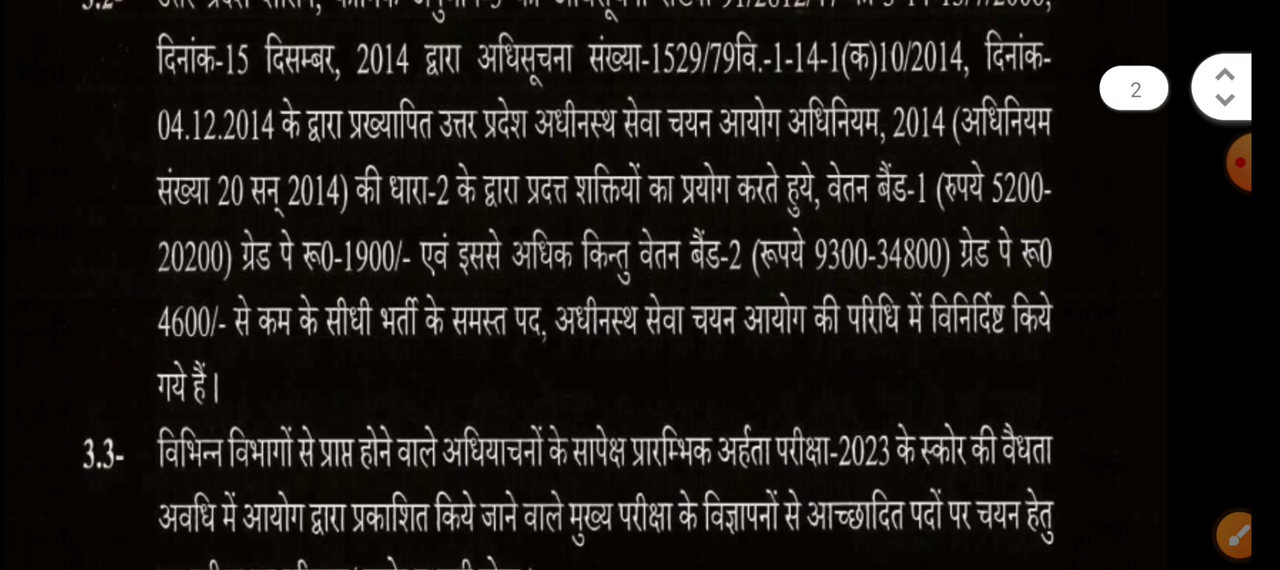 दिनांक-15 दिसम्बर, 2014 द्वारा अधिसूचना संख्या-1529/79वि.-1-14-1(क)10/2014, दिनांक-
2
04.12.2014 के द्वारा प्रख्यापित उत्तर प्रदेश अधीनस्थ सेवा चयन आयोग अधिनियम, 2014 (अधिनियम
संख्या 20 सन् 2014) की धारा-2 के द्वारा प्रदत्त शक्तियों का प्रयोग करते हुये, वेतन बैंड-1 (रुपये 5200-
20200) ग्रेड पे रू0-1900/- एवं इससे अधिक किन्तु वेतन बैंड-2 (रूपये 9300-34800) ग्रेड पे रू0
4600/- से कम के सीधी भर्ती के समस्त पद, अधीनस्थ सेवा चयन आयोग की परिधि में विनिर्दिष्ट किये
गये हैं।
3.3- विभिन्न विभागों से प्राप्त होने वाले अधियाचनों के सापेक्ष प्रारम्भिक अर्हता परीक्षा-2023 के स्कोर की वैधता
अवधि में आयोग द्वारा प्रकाशित किये जाने वाले मुख्य परीक्षा के विज्ञापनों से आच्छादित पदों पर चयन हेतु